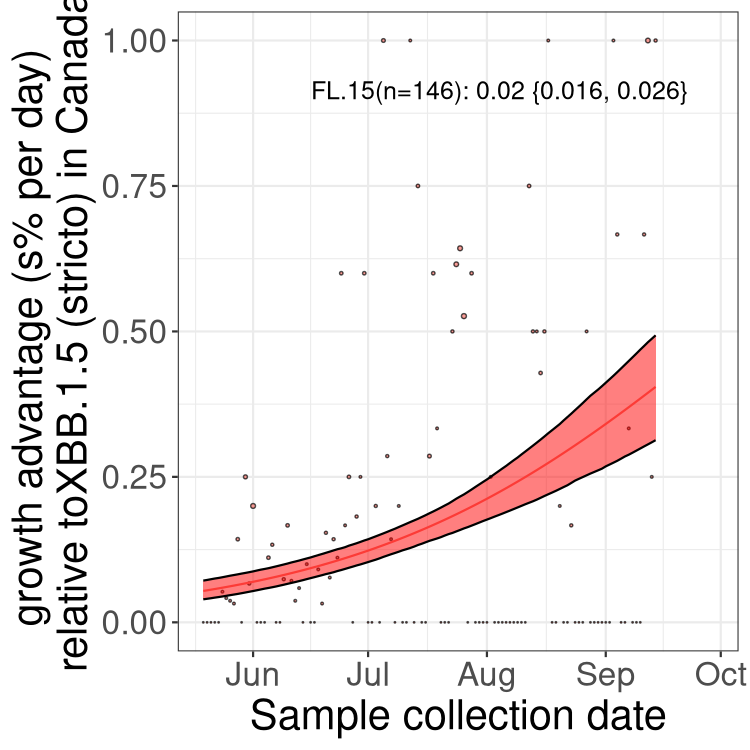 growth advantage (s% per day)
relative toXBB.1.5 (stricto) in Canada
1.00
0.75
0.50
0.25
0.00
FL.15(n=146): 0.02 {0.016, 0.026}
Jun Jul Aug Sep Oct
Sample collection date